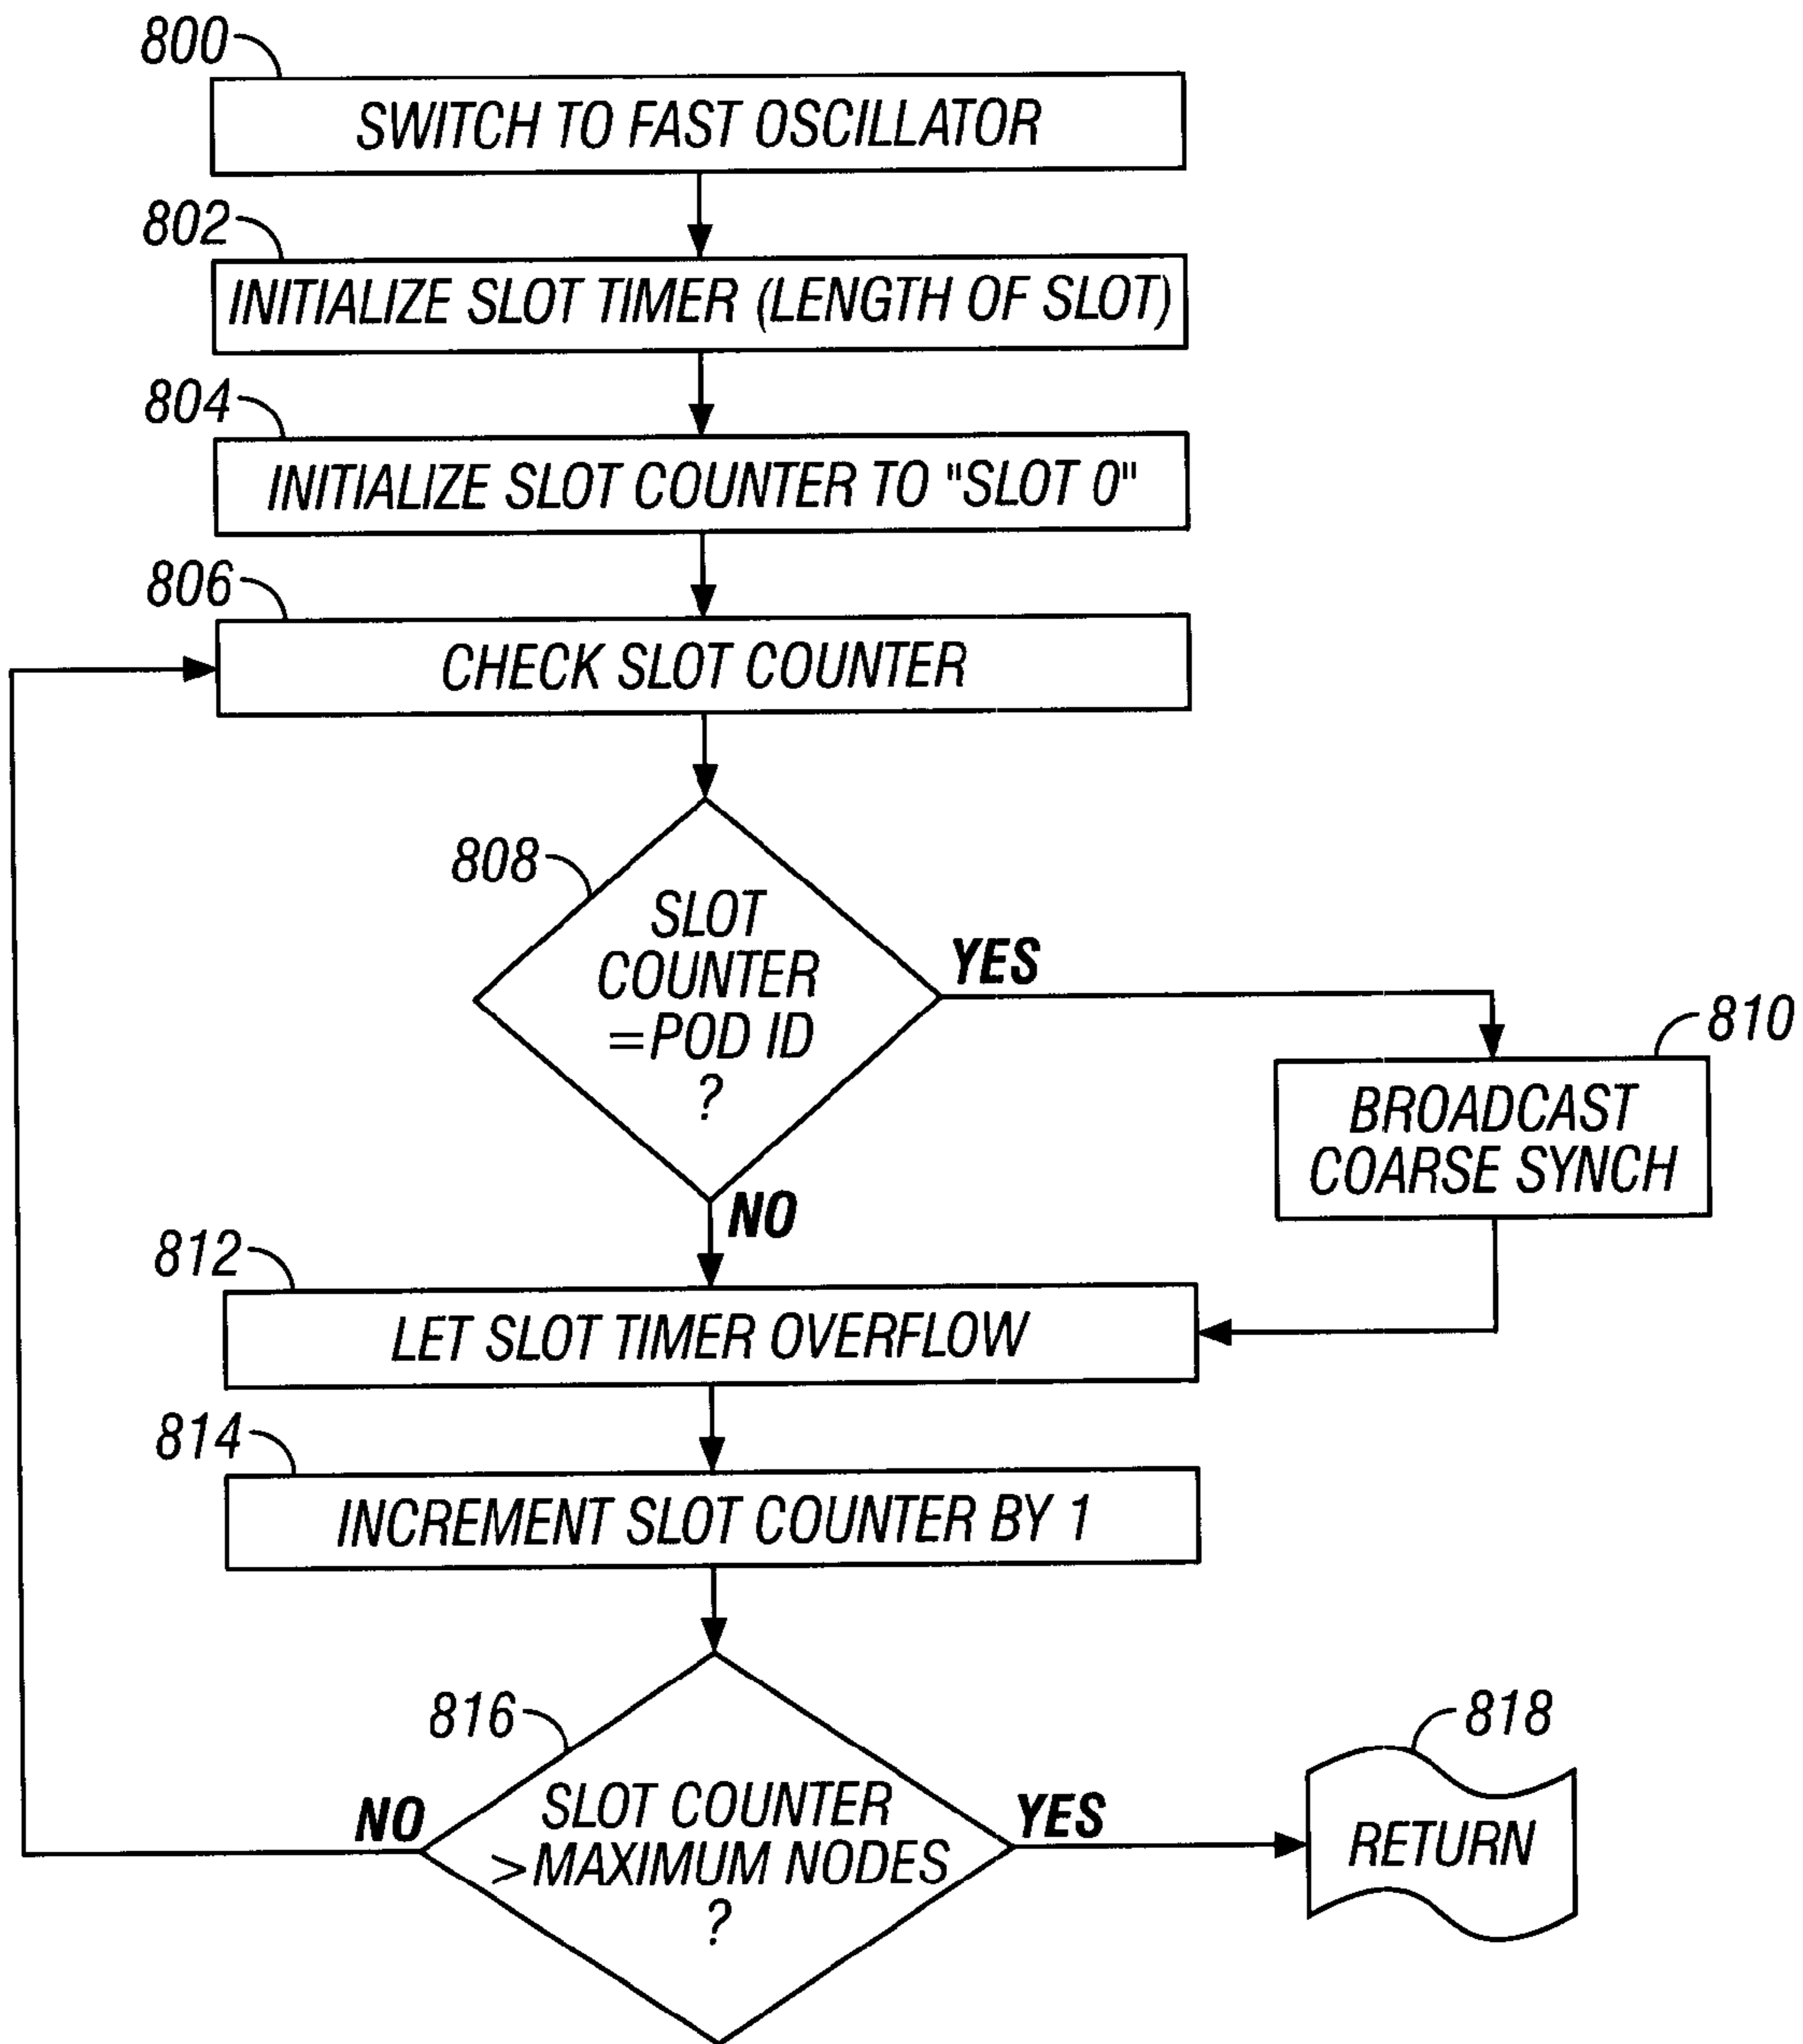 800
SWITCH TO FAST OSCILLATOR
802
INITIALIZE SLOT TIMER (LENGTH OF SLOT)
804
INITIALIZE SLOT COUNTER TO "SLOT 0"
806
CHECK SLOT COUNTER
808
SLOT
COUNTER
=POD ID
?
YES
810
BROADCAST
COARSE SYNCH
NO
812
LET SLOT TIMER OVERFLOW
814
INCREMENT SLOT COUNTER BY 1
816
SLOT COUNTER
>MAXIMUM NODES
?
NO
YES
818
RETURN